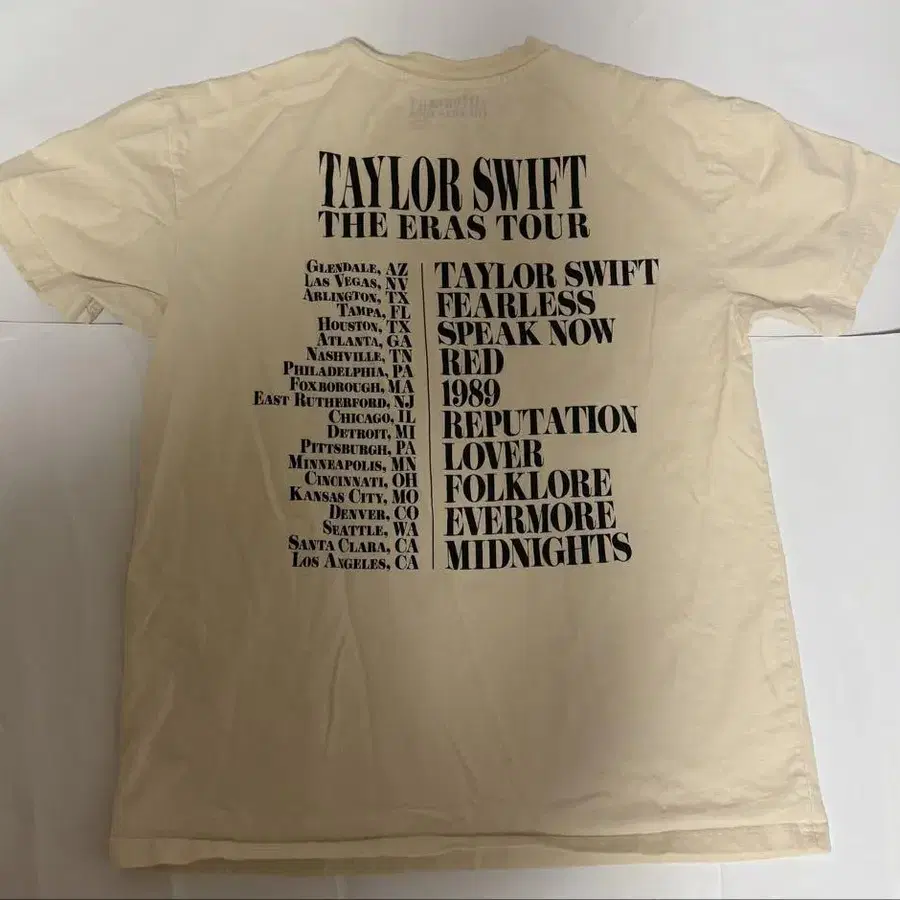 TAYLOR SWIFT
THE ERAS TOUR
GLENDALE, AZ
LAS VEGAS, NV
ARLINGTON, TX
TAMPA, FL
HOUSTON, TX
ATLANTA, GA
NASHVILLE, TN
PHILADELPHIA, PA
FOXBOROUGH, MA
EAST RUTHERFORD, NJ
CHICAGO, IL
DETROIT, MI
PITTSBURGH, PA
MINNEAPOLIS, MN
CINCINNATI, OH
KANSAS CITY, MO
DENVER, CO
SEATTLE, WA
SANTA CLARA, CA
LOS ANGELES, CA
TAYLOR SWIFT
FEARLESS
SPEAK NOW
RED
1989
REPUTATION
LOVER
FOLKLORE
EVERMORE
MIDNIGHTS